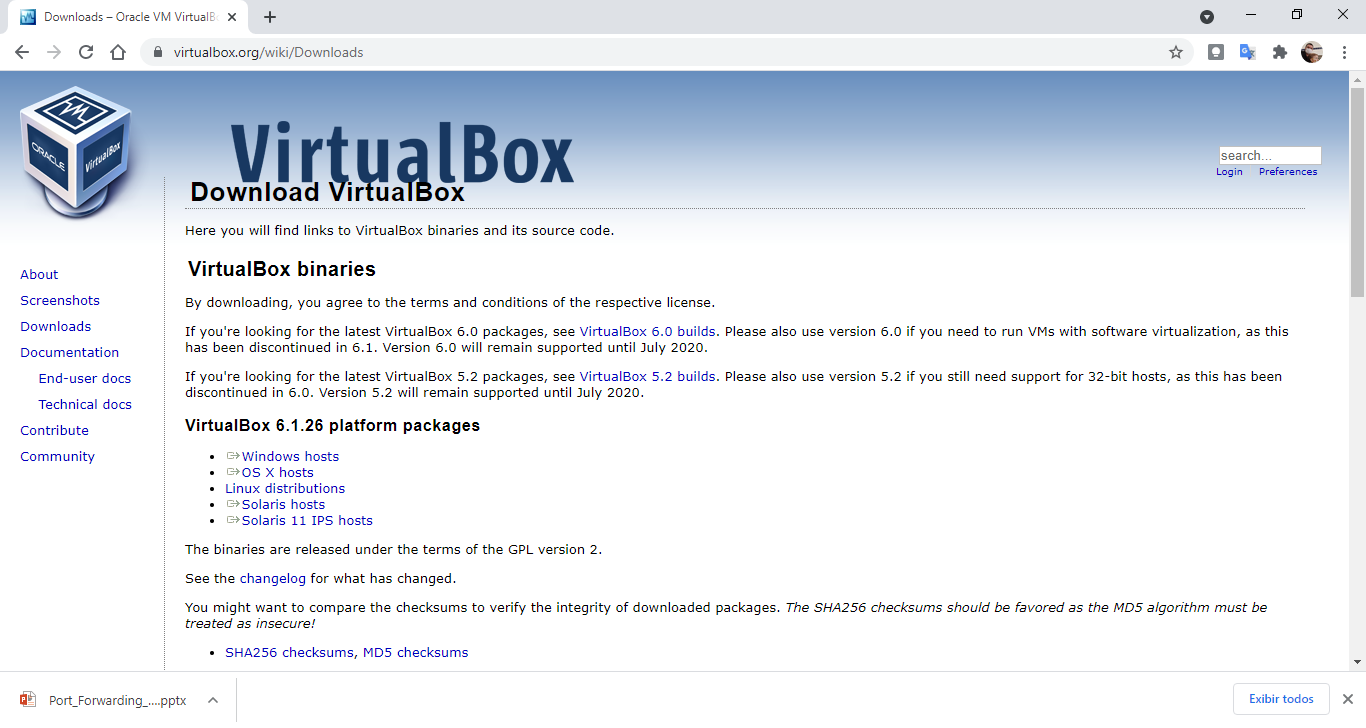 Downloads – Oracle VM VirtualB
virtualbox.org/wiki/Downloads
ORACLE
VirtualBox
VirtualBox
search...
Login Preferences
Download VirtualBox
Here you will find links to VirtualBox binaries and its source code.
About
Screenshots
Downloads
Documentation
End-user docs
Technical docs
Contribute
Community
VirtualBox binaries
By downloading, you agree to the terms and conditions of the respective license.
If you're looking for the latest VirtualBox 6.0 packages, see VirtualBox 6.0 builds. Please also use version 6.0 if you need to run VMs with software virtualization, as this
has been discontinued in 6.1. Version 6.0 will remain supported until July 2020.
If you're looking for the latest VirtualBox 5.2 packages, see VirtualBox 5.2 builds. Please also use version 5.2 if you still need support for 32-bit hosts, as this has been
discontinued in 6.0. Version 5.2 will remain supported until July 2020.
VirtualBox 6.1.26 platform packages
Windows hosts
OS X hosts
Linux distributions
Solaris hosts
Solaris 11 IPS hosts
The binaries are released under the terms of the GPL version 2.
See the changelog for what has changed.
You might want to compare the checksums to verify the integrity of downloaded packages. The SHA256 checksums should be favored as the MD5 algorithm must be
treated as insecure!
SHA256 checksums, MD5 checksums
Port_Forwarding_....pptx
Exibir todos